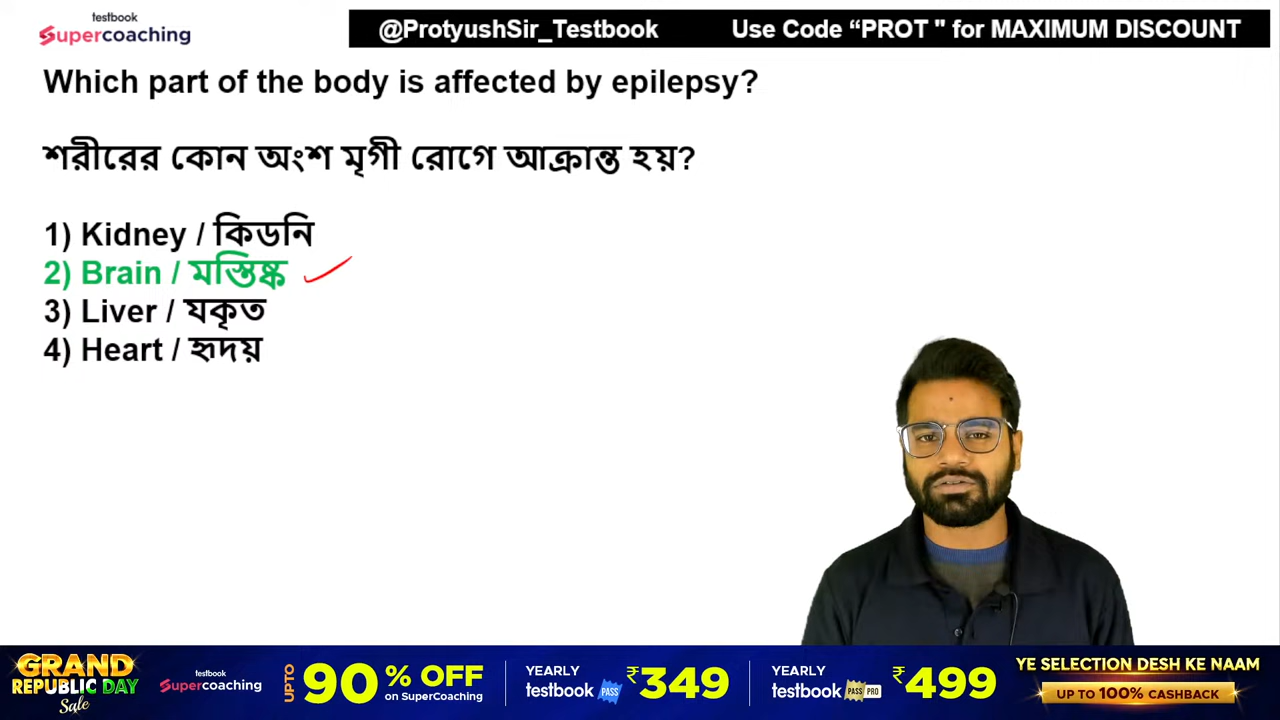 testbook
Supercoaching
@ProtyushSir_Testbook Use Code “PROT " for MAXIMUM DISCOUNT
Which part of the body is affected by epilepsy?
শরীরের কোন অংশ মৃগী রোগে আক্রান্ত হয়?
1) Kidney / কিডনি
2) Brain / মস্তিষ্ক
3) Liver / যকৃত
4) Heart / হৃদয়
GRAND
REPUBLIC DAY
Sale
testbook
Supercoaching
UPTO 90% OFF
on SuperCoaching
YEARLY
testbook PASS
₹349
YEARLY
testbook PASS PRO
₹499
YE SELECTION DESH KE NAAM
UP TO 100% CASHBACK